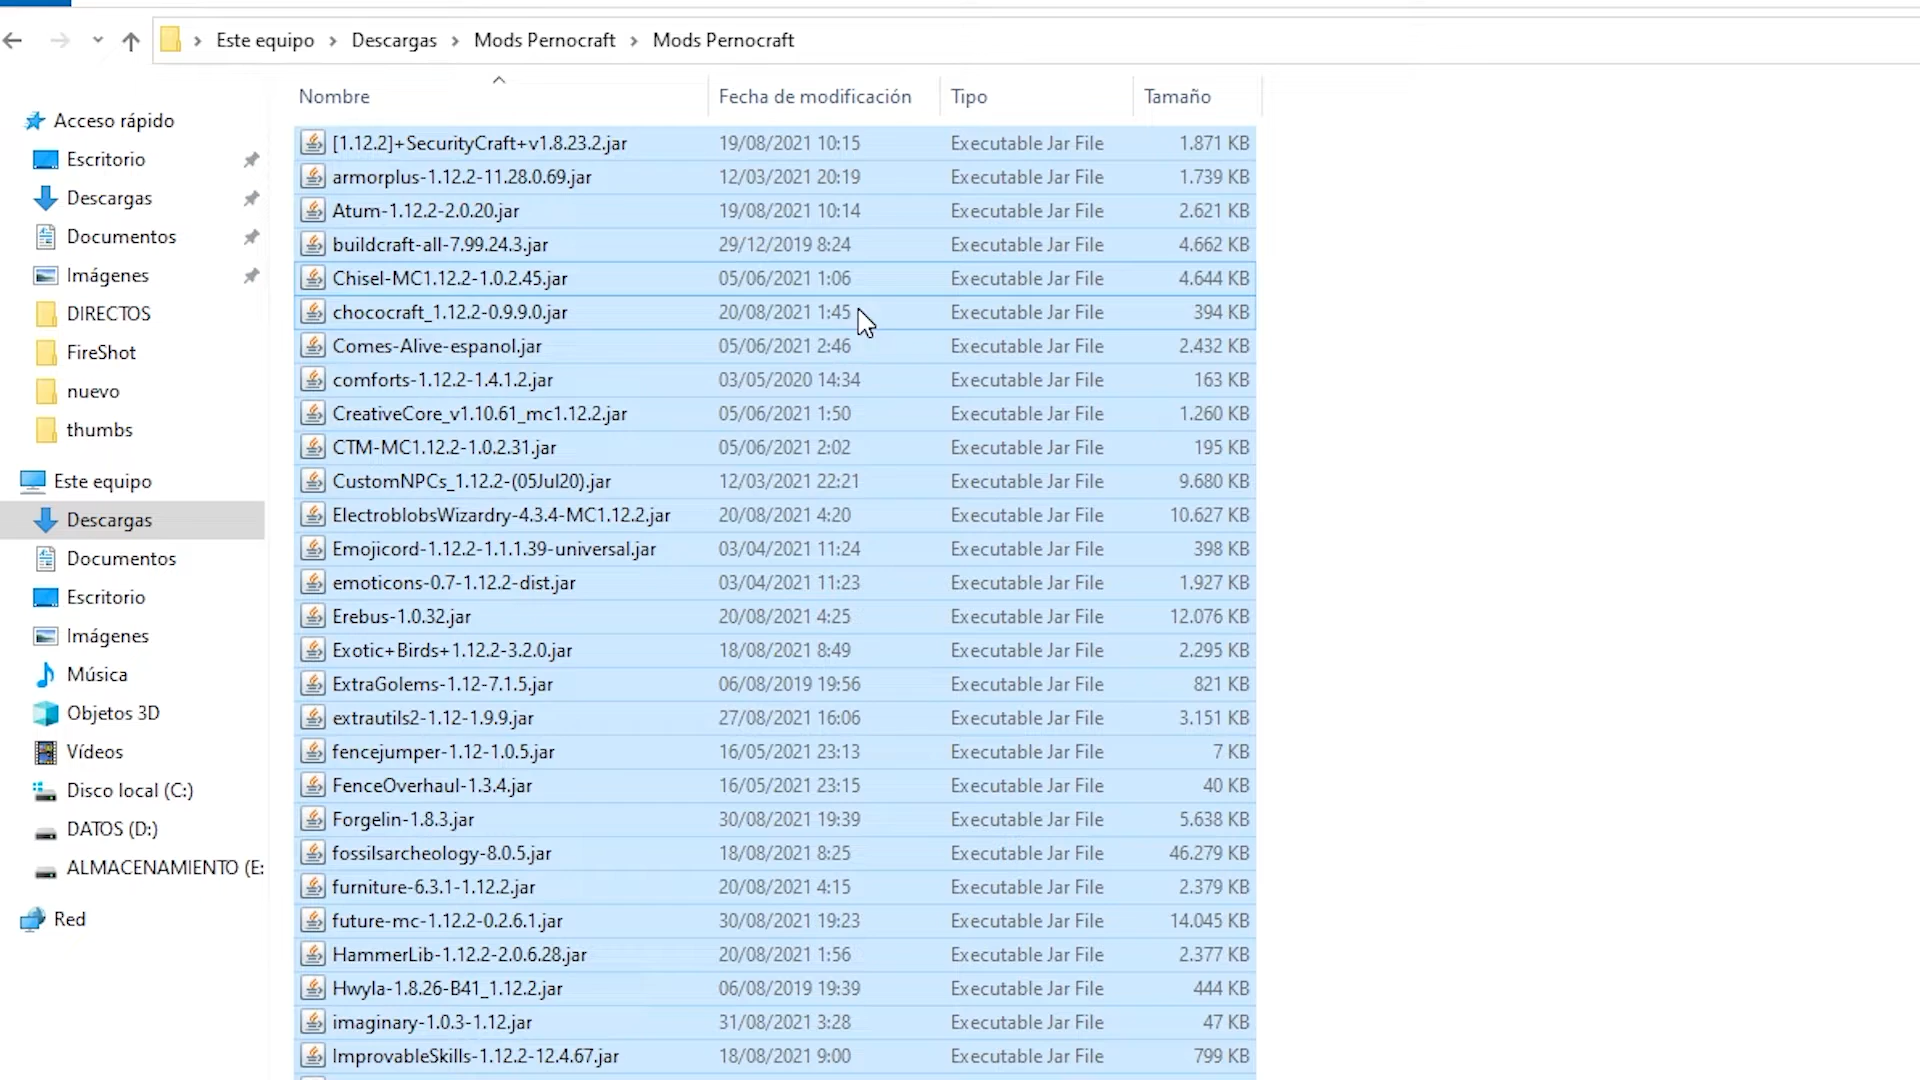 Este equipo Descargas Mods Pernocraft Mods Pernocraft
Nombre Fecha de modificación Tipo Tamaño
Acceso rápido
Escritorio
Descargas
Documentos
Imágenes
DIRECTOS
FireShot
nuevo
thumbs
Este equipo
Descargas
Documentos
Escritorio
Imágenes
Música
Objetos 3D
Vídeos
Disco local (C:)
DATOS (D:)
ALMACENAMIENTO (E:
Red
[1.12.2]+SecurityCraft+v1.8.23.2.jar 19/08/2021 10:15 Executable Jar File 1.871 KB
armorplus-1.12.2-11.28.0.69.jar 12/03/2021 20:19 Executable Jar File 1.739 KB
Atum-1.12.2-2.0.20.jar 19/08/2021 10:14 Executable Jar File 2.621 KB
buildcraft-all-7.99.24.3.jar 29/12/2019 8:24 Executable Jar File 4.662 KB
Chisel-MC1.12.2-1.0.2.45.jar 05/06/2021 1:06 Executable Jar File 4.644 KB
chococraft_1.12.2-0.9.9.0.jar 20/08/2021 1:45 Executable Jar File 394 KB
Comes-Alive-espanol.jar 05/06/2021 2:46 Executable Jar File 2.432 KB
comforts-1.12.2-1.4.1.2.jar 03/05/2020 14:34 Executable Jar File 163 KB
CreativeCore_v1.10.61_mc1.12.2.jar 05/06/2021 1:50 Executable Jar File 1.260 KB
CTM-MC1.12.2-1.0.2.31.jar 05/06/2021 2:02 Executable Jar File 195 KB
CustomNPCs_1.12.2-(05Jul20).jar 12/03/2021 22:21 Executable Jar File 9.680 KB
ElectroblobsWizardry-4.3.4-MC1.12.2.jar 20/08/2021 4:20 Executable Jar File 10.627 KB
Emojicord-1.12.2-1.1.1.39-universal.jar 03/04/2021 11:24 Executable Jar File 398 KB
emoticons-0.7-1.12.2-dist.jar 03/04/2021 11:23 Executable Jar File 1.927 KB
Erebus-1.0.32.jar 20/08/2021 4:25 Executable Jar File 12.076 KB
Exotic+Birds+1.12.2-3.2.0.jar 18/08/2021 8:49 Executable Jar File 2.295 KB
ExtraGolems-1.12-7.1.5.jar 06/08/2019 19:56 Executable Jar File 821 KB
extrautils2-1.12-1.9.9.jar 27/08/2021 16:06 Executable Jar File 3.151 KB
fencejumper-1.12-1.0.5.jar 16/05/2021 23:13 Executable Jar File 7 KB
FenceOverhaul-1.3.4.jar 16/05/2021 23:15 Executable Jar File 40 KB
Forgelin-1.8.3.jar 30/08/2021 19:39 Executable Jar File 5.638 KB
fossilsarcheology-8.0.5.jar 18/08/2021 8:25 Executable Jar File 46.279 KB
furniture-6.3.1-1.12.2.jar 20/08/2021 4:15 Executable Jar File 2.379 KB
future-mc-1.12.2-0.2.6.1.jar 30/08/2021 19:23 Executable Jar File 14.045 KB
HammerLib-1.12.2-2.0.6.28.jar 20/08/2021 1:56 Executable Jar File 2.377 KB
Hwyla-1.8.26-B41_1.12.2.jar 06/08/2019 19:39 Executable Jar File 444 KB
imaginary-1.0.3-1.12.jar 31/08/2021 3:28 Executable Jar File 47 KB
ImprovableSkills-1.12.2-12.4.67.jar 18/08/2021 9:00 Executable Jar File 799 KB